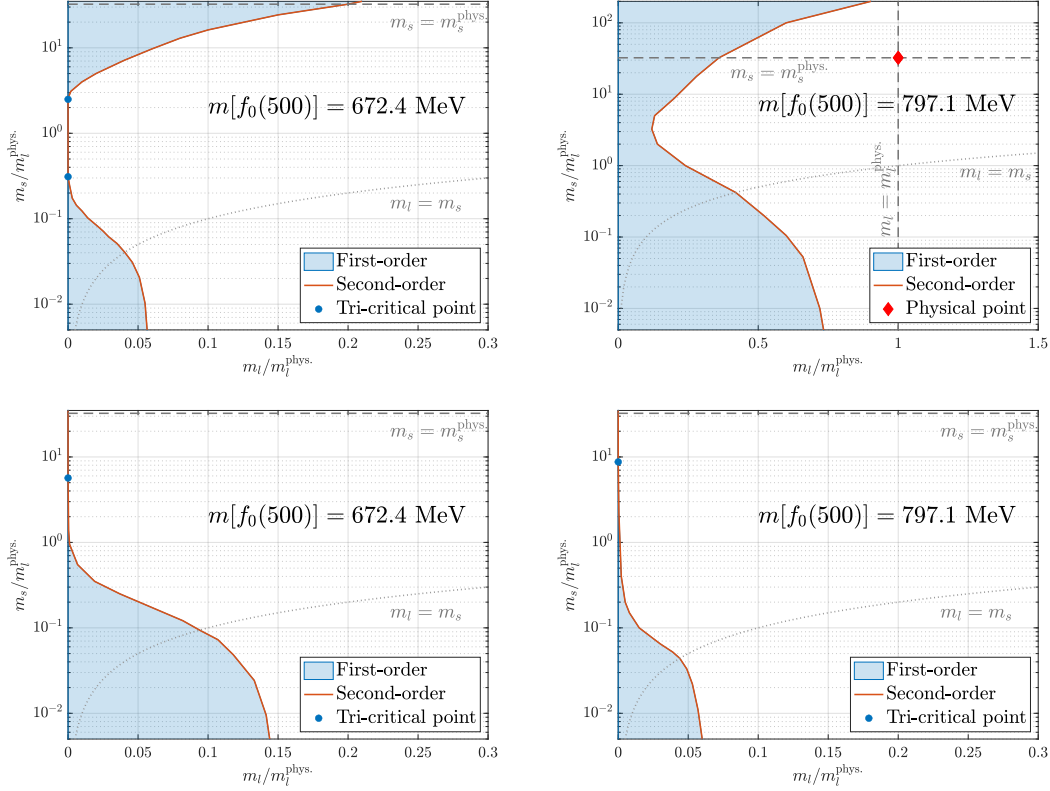 10^1
10^0
10^-1
10^-2
m_s/m_l^phys.
m_s = m_s^phys.
m[f_0(500)] = 672.4 MeV
m_l = m_s
First-order
Second-order
Tri-critical point
0 0.05 0.1 0.15 0.2 0.25 0.3
m_l/m_l^phys.
10^2
10^1
10^0
10^-1
10^-2
m_s/m_l^phys.
m_s = m_s^phys.
m[f_0(500)] = 797.1 MeV
m_l = m_l^phys.
m_l = m_s
First-order
Second-order
Physical point
0 0.5 1 1.5
m_l/m_l^phys.
10^1
10^0
10^-1
10^-2
m_s/m_l^phys.
m_s = m_s^phys.
m[f_0(500)] = 672.4 MeV
m_l = m_s
First-order
Second-order
Tri-critical point
0 0.05 0.1 0.15 0.2 0.25 0.3
m_l/m_l^phys.
10^1
10^0
10^-1
10^-2
m_s/m_l^phys.
m_s = m_s^phys.
m[f_0(500)] = 797.1 MeV
m_l = m_s
First-order
Second-order
Tri-critical point
0 0.05 0.1 0.15 0.2 0.25 0.3
m_l/m_l^phys.